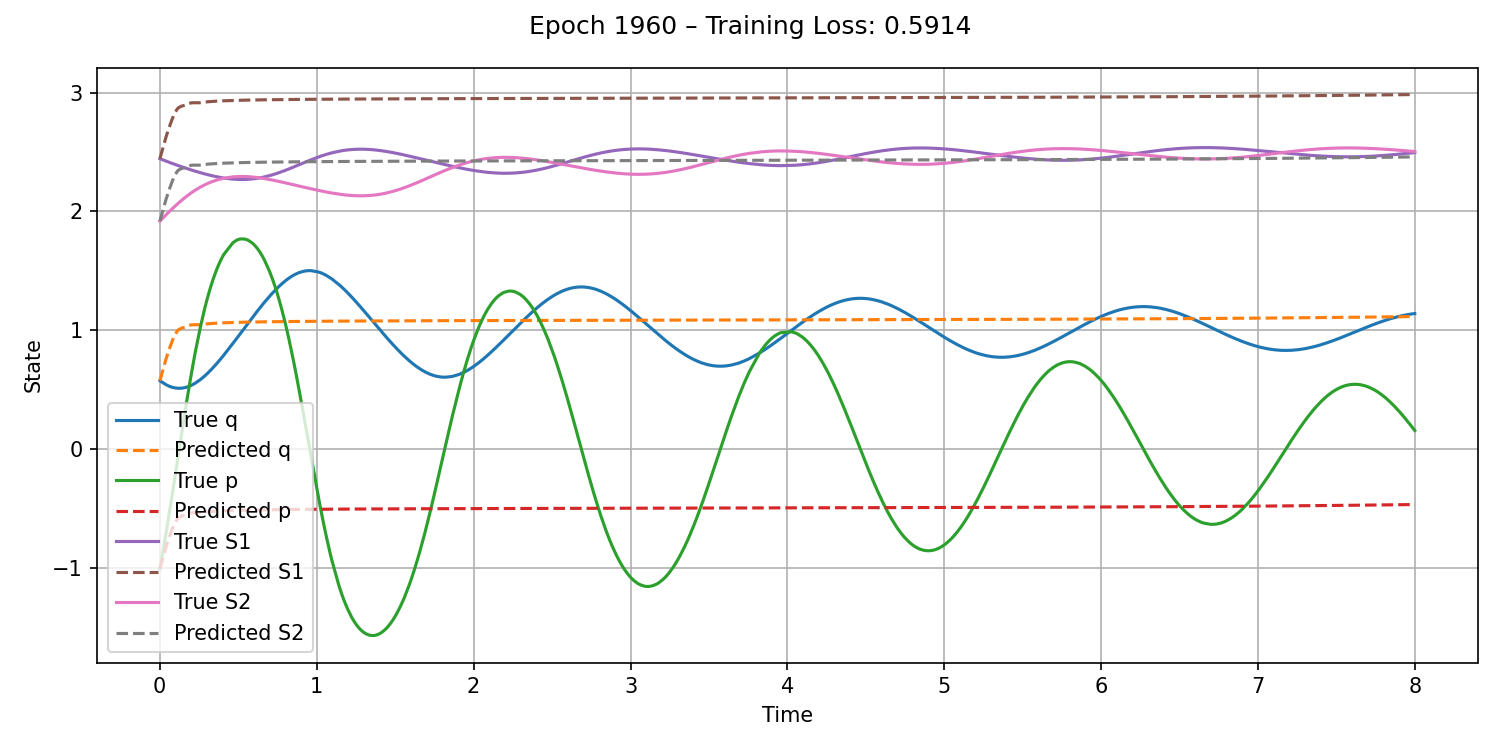 Epoch 1960 – Training Loss: 0.5914
3
2
1
0
−1
State
True q
Predicted q
True p
Predicted p
True S1
Predicted S1
True S2
Predicted S2
0 1 2 3 4 5 6 7 8
Time